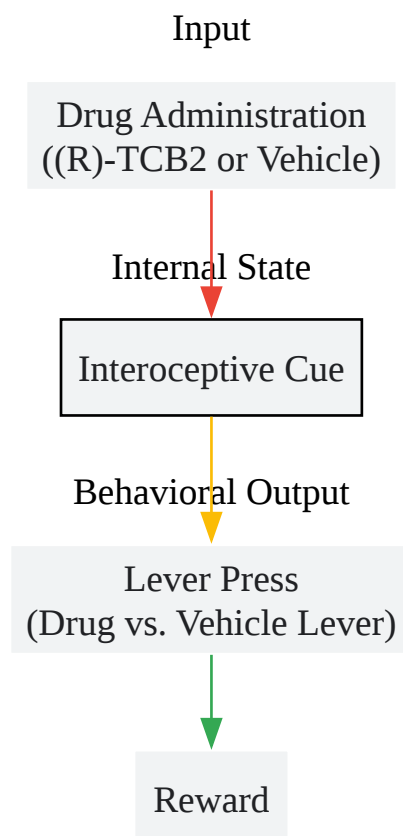 Input
Drug Administration
((R)-TCB2 or Vehicle)
Internal State
Interoceptive Cue
Behavioral Output
Lever Press
(Drug vs. Vehicle Lever)
Reward